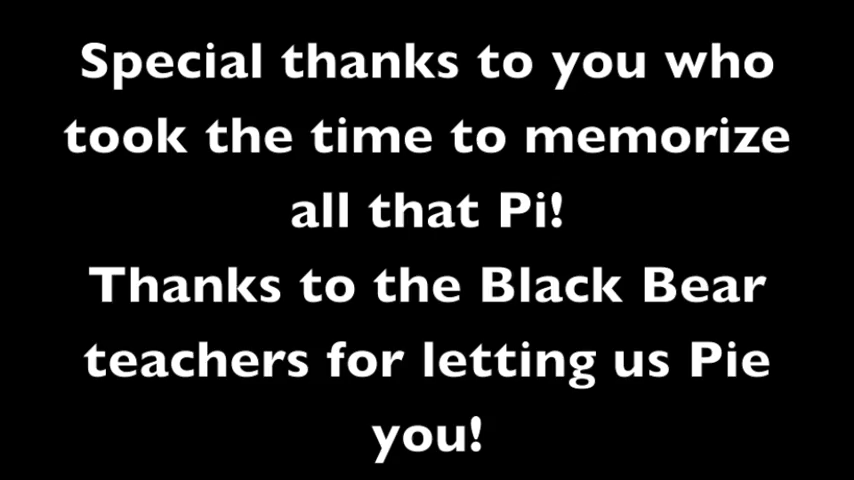 Special thanks to you who
took the time to memorize
all that Pi!
Thanks to the Black Bear
teachers for letting us Pie
you!